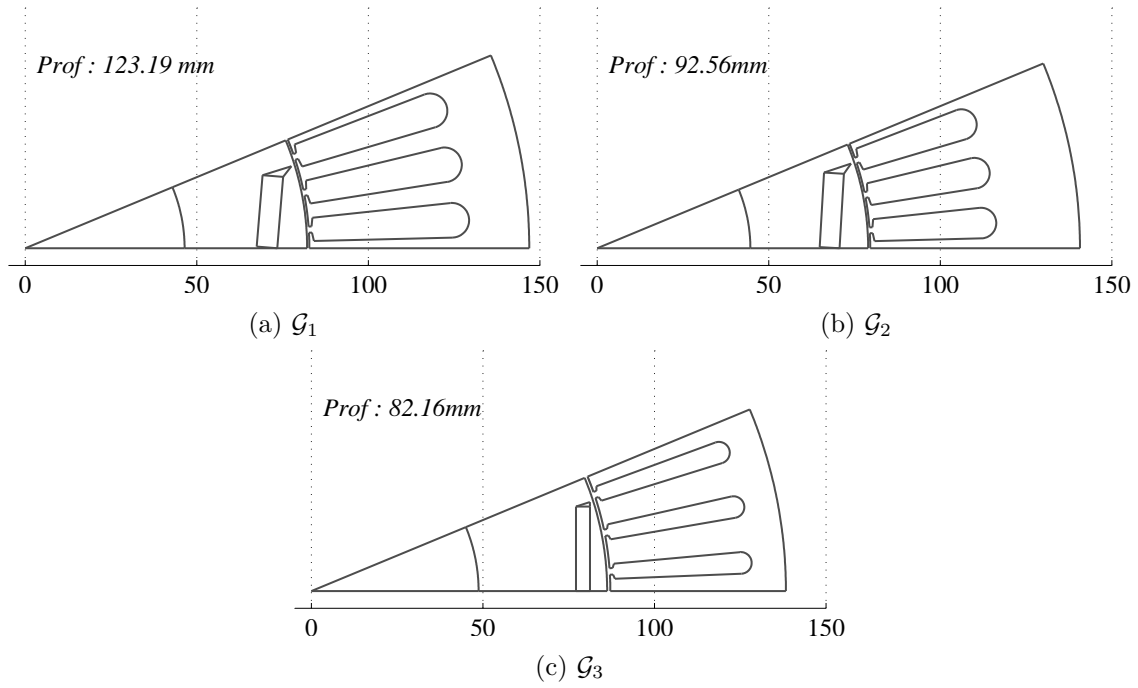 Prof : 123.19 mm
0 50 100 150
(a) 𝒢₁
Prof : 92.56mm
0 50 100 150
(b) 𝒢₂
Prof : 82.16mm
0 50 100 150
(c) 𝒢₃